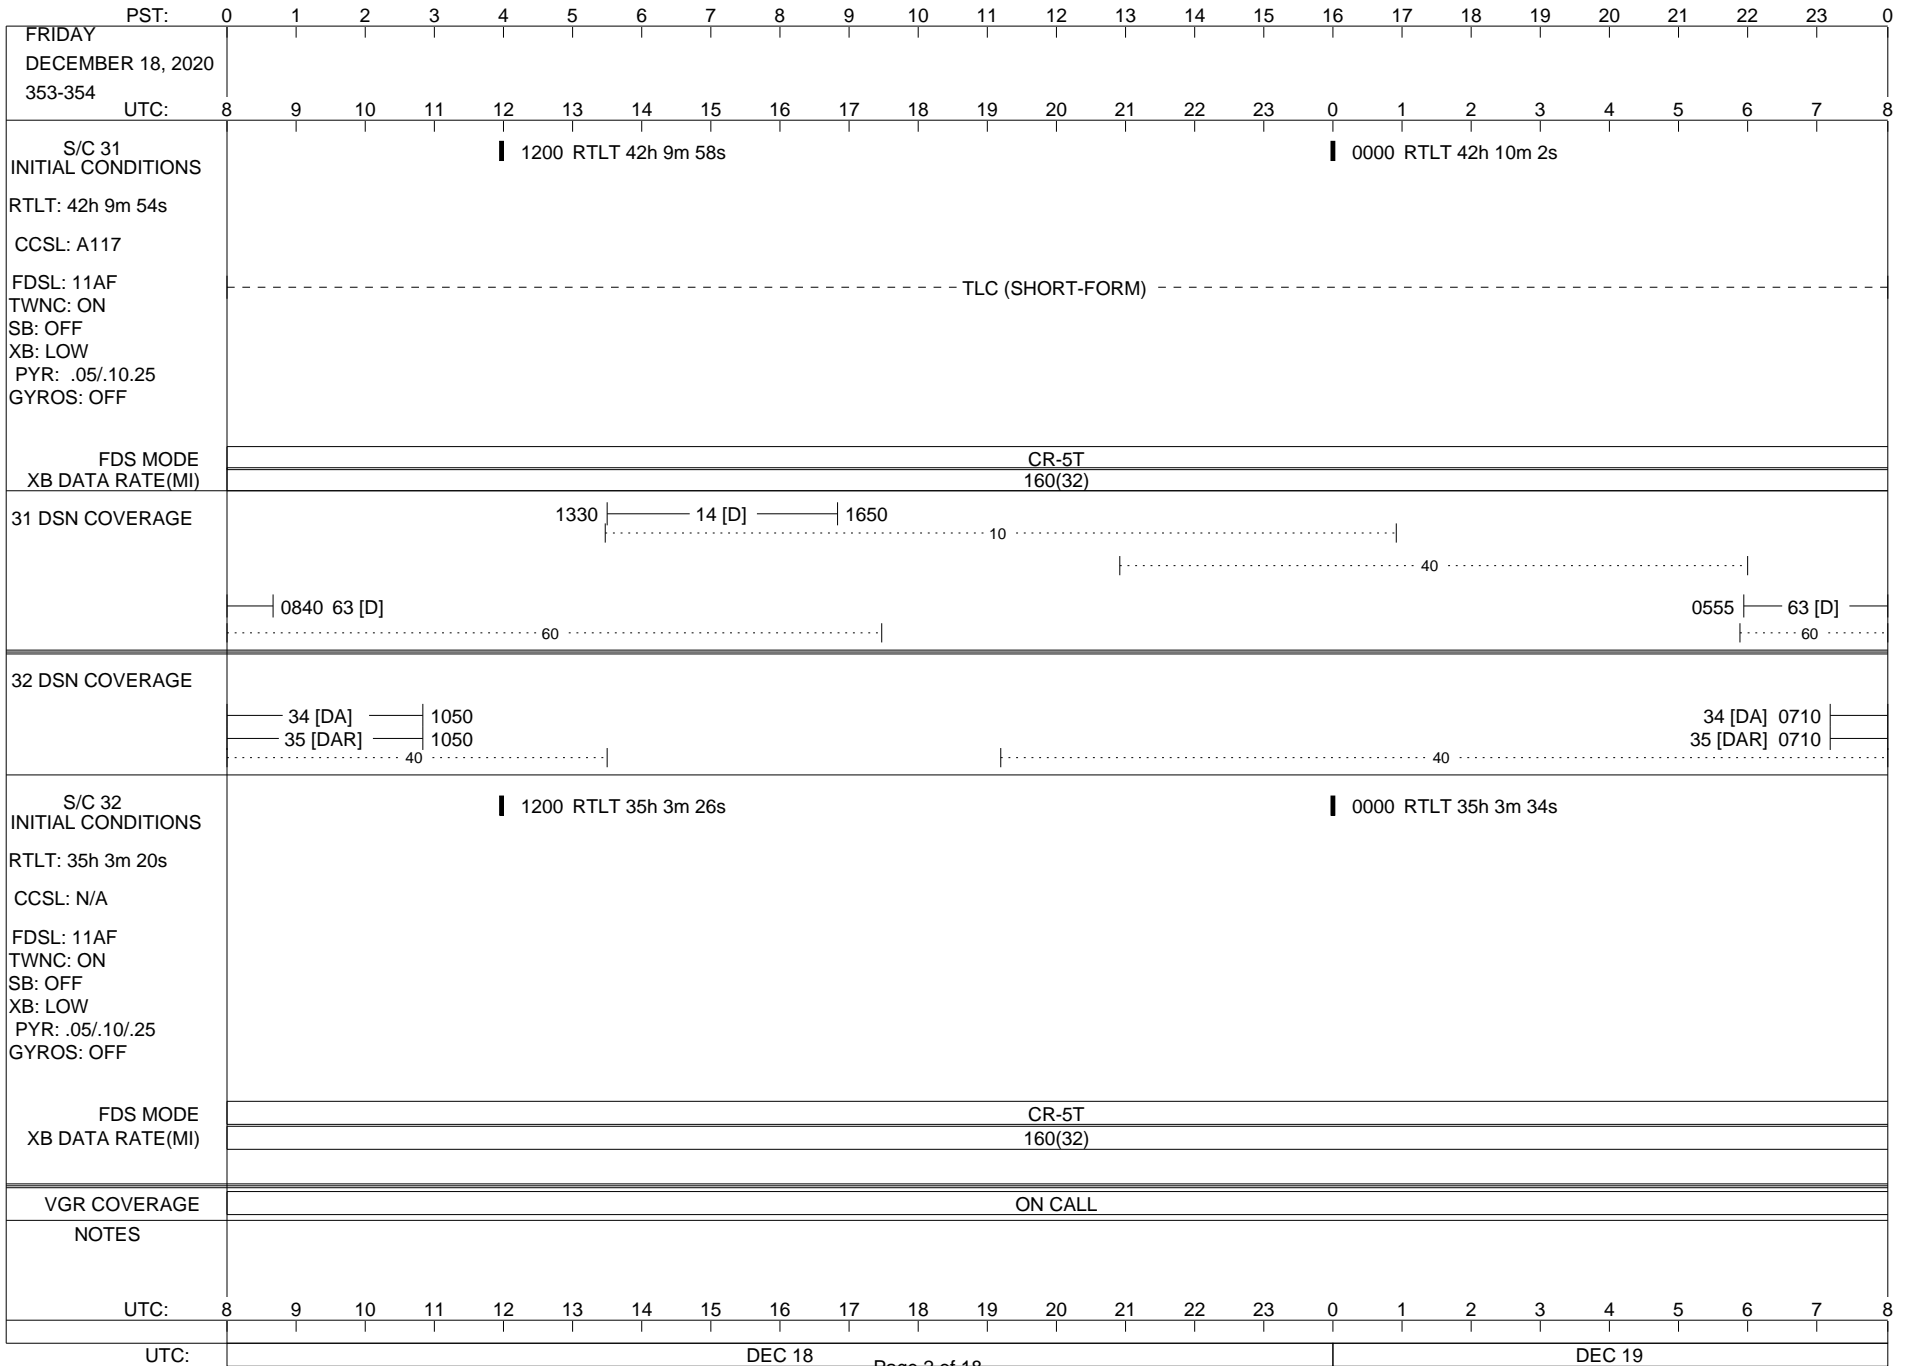 PST: 0 1 2 3 4 5 6 7 8 9 10 11 12 13 14 15 16 17 18 19 20 21 22 23 0
FRIDAY
DECEMBER 18, 2020
353-354
UTC: 8 9 10 11 12 13 14 15 16 17 18 19 20 21 22 23 0 1 2 3 4 5 6 7 8
S/C 31
INITIAL CONDITIONS
1200 RTLT 42h 9m 58s
0000 RTLT 42h 10m 2s
RTLT: 42h 9m 54s
CCSL: A117
FDSL: 11AF
TLC (SHORT-FORM)
TWNC: ON
SB: OFF
XB: LOW
PYR: .05/.10.25
GYROS: OFF
FDS MODE CR-5T
XB DATA RATE(MI) 160(32)
31 DSN COVERAGE
1330 14 [D] 1650
10
40
0840 63 [D]
0555 63 [D]
60 60
32 DSN COVERAGE
34 [DA] 1050
34 [DA] 0710
35 [DAR] 1050
35 [DAR] 0710
40 40
S/C 32
INITIAL CONDITIONS
1200 RTLT 35h 3m 26s
0000 RTLT 35h 3m 34s
RTLT: 35h 3m 20s
CCSL: N/A
FDSL: 11AF
TWNC: ON
SB: OFF
XB: LOW
PYR: .05/.10/.25
GYROS: OFF
FDS MODE CR-5T
XB DATA RATE(MI) 160(32)
VGR COVERAGE ON CALL
NOTES
UTC: 8 9 10 11 12 13 14 15 16 17 18 19 20 21 22 23 0 1 2 3 4 5 6 7 8
UTC: DEC 18 DEC 19